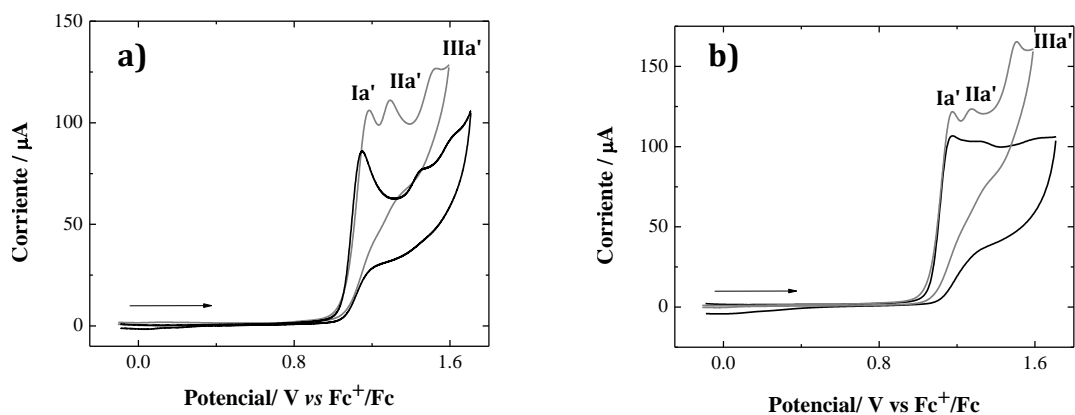 a)
Ia'
IIa'
IIIa'
150
100
50
0
0.0
0.8
1.6
Corriente / µA
Potencial/ V vs Fc⁺/Fc
b)
Ia'
IIa'
IIIa'
150
100
50
0
0.0
0.8
1.6
Corriente / µA
Potencial/ V vs Fc⁺/Fc